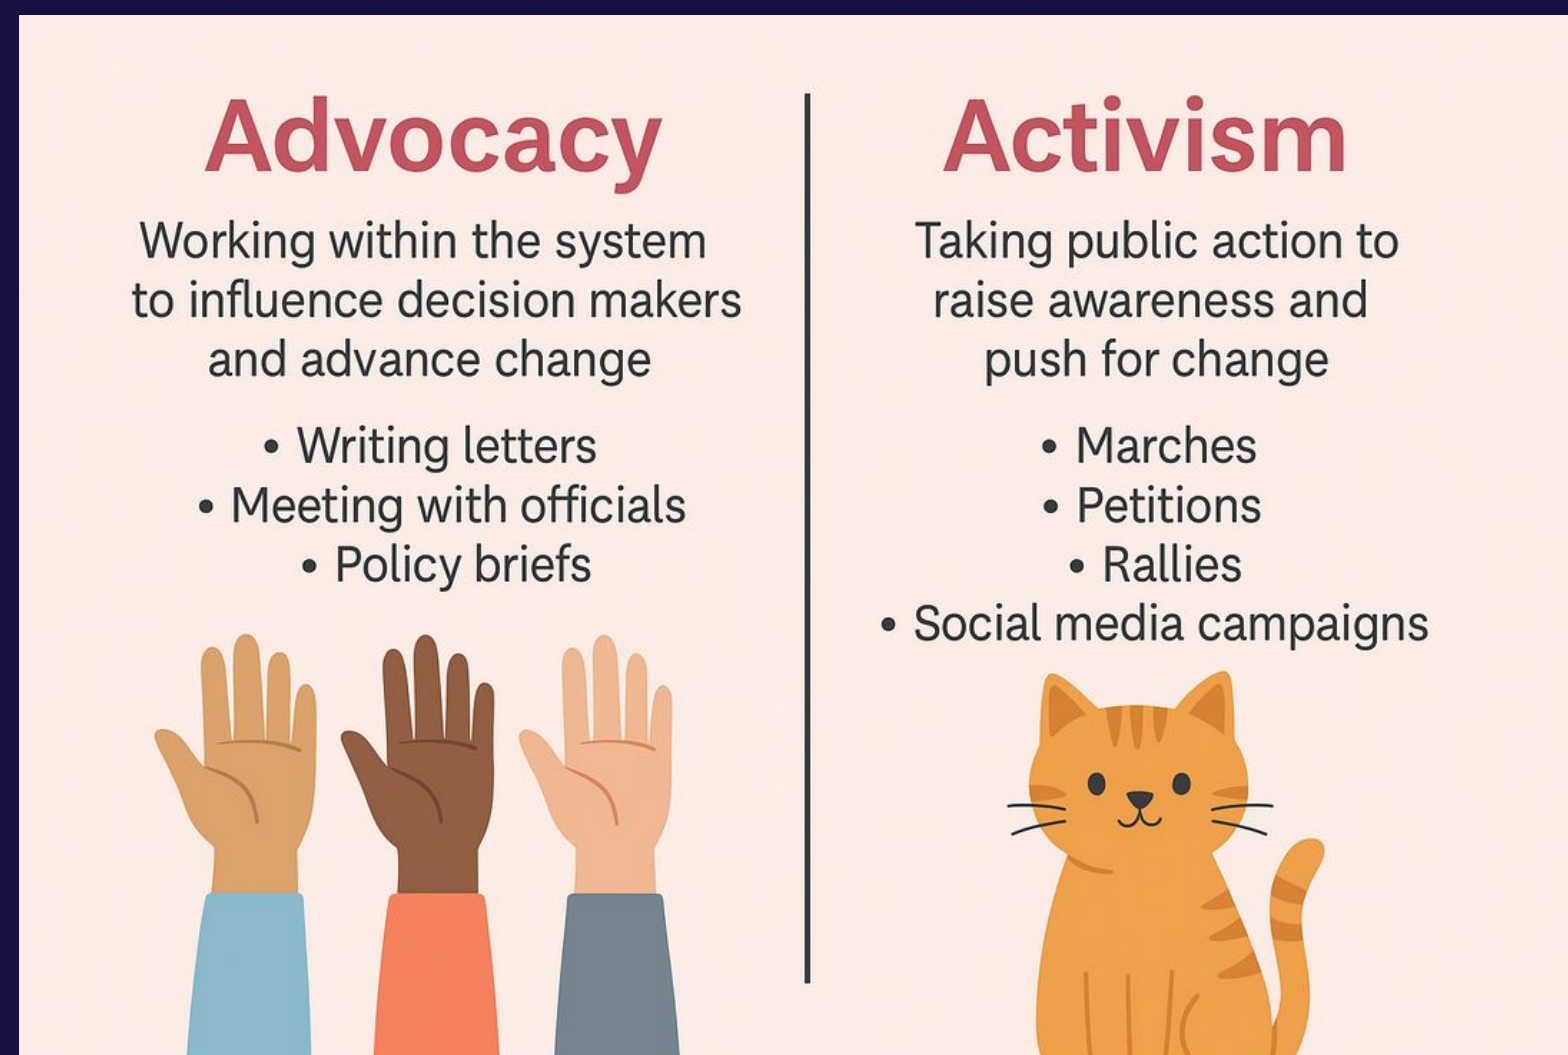 Advocacy
Working within the system
to influence decision makers
and advance change
• Writing letters
• Meeting with officials
• Policy briefs
Activism
Taking public action to
raise awareness and
push for change
• Marches
• Petitions
• Rallies
• Social media campaigns